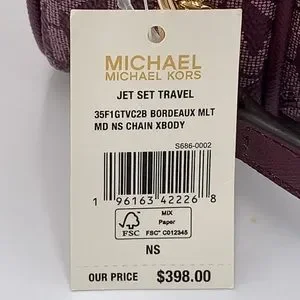 MICHAEL
MICHAEL KORS
JET SET TRAVEL
35F1GTVC2B BORDEAUX MLT
MD NS CHAIN XBODY
S686-0002
1 96163 42226 8
FSC
MIX
Paper
FSC® C012345
NS
OUR PRICE $398.00